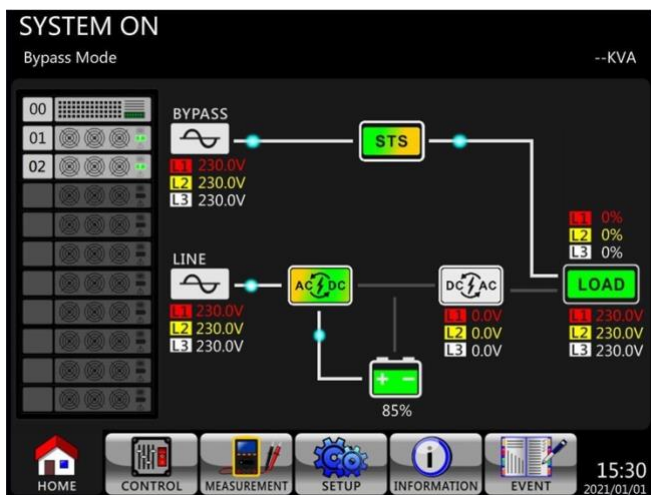 SYSTEM ON
Bypass Mode
--KVA
00
01
02
BYPASS
L1 230.0V
L2 230.0V
L3 230.0V
STS
L1 0%
L2 0%
L3 0%
LINE
L1 230.0V
L2 230.0V
L3 230.0V
AC DC
DC AC
L1 0.0V
L2 0.0V
L3 0.0V
LOAD
L1 230.0V
L2 230.0V
L3 230.0V
+ −
85%
HOME
CONTROL
MEASUREMENT
SETUP
INFORMATION
EVENT
15:30
2021/01/01